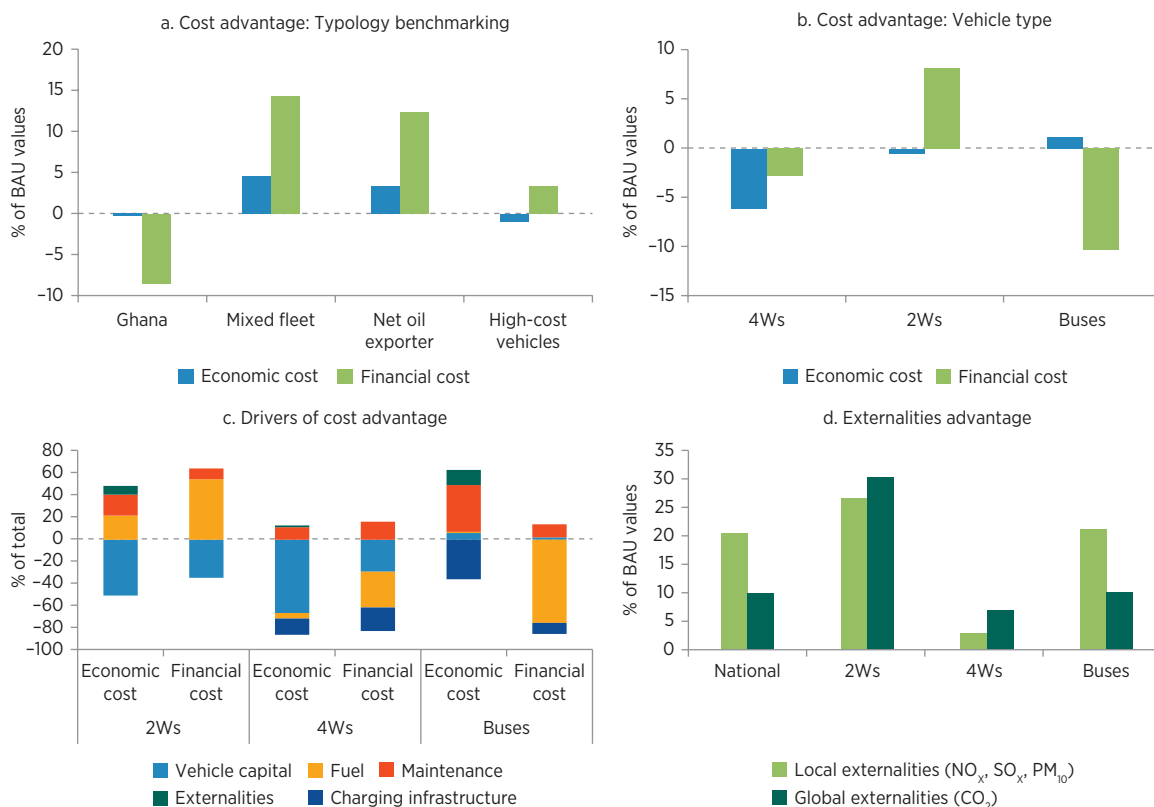 a. Cost advantage: Typology benchmarking
% of BAU values
20
15
10
5
0
−5
−10
Ghana
Mixed fleet
Net oil
exporter
High-cost
vehicles
Economic cost
Financial cost
b. Cost advantage: Vehicle type
% of BAU values
10
5
0
−5
−10
−15
4Ws
2Ws
Buses
Economic cost
Financial cost
c. Drivers of cost advantage
% of total
80
60
40
20
0
−20
−40
−60
−80
−100
Economic
cost
Financial
cost
Economic
cost
Financial
cost
Economic
cost
Financial
cost
2Ws
4Ws
Buses
Vehicle capital
Fuel
Maintenance
Externalities
Charging infrastructure
d. Externalities advantage
% of BAU values
35
30
25
20
15
10
5
0
National
2Ws
4Ws
Buses
Local externalities (NOₓ, SOₓ, PM₁₀)
Global externalities (CO₂)